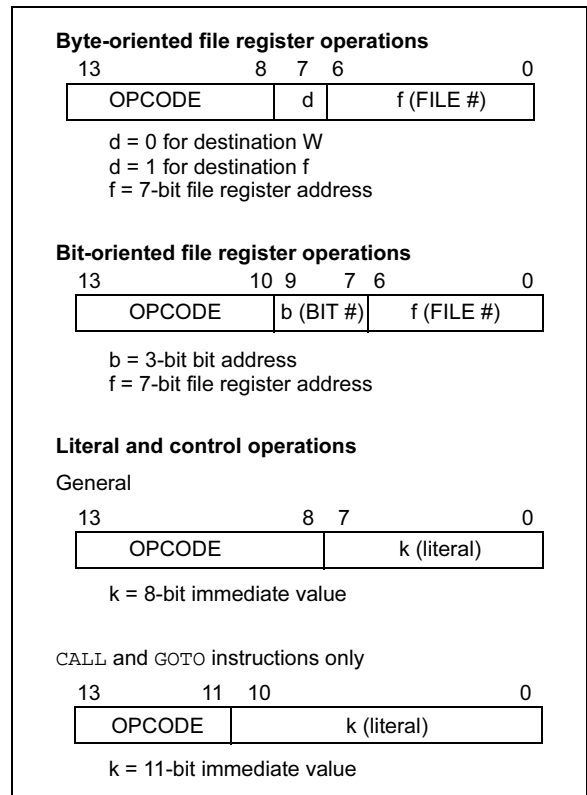 Byte-oriented file register operations
13 8 7 6 0
OPCODE d f (FILE #)
d = 0 for destination W
d = 1 for destination f
f = 7-bit file register address
Bit-oriented file register operations
13 10 9 7 6 0
OPCODE b (BIT #) f (FILE #)
b = 3-bit bit address
f = 7-bit file register address
Literal and control operations
General
13 8 7 0
OPCODE k (literal)
k = 8-bit immediate value
CALL and GOTO instructions only
13 11 10 0
OPCODE k (literal)
k = 11-bit immediate value